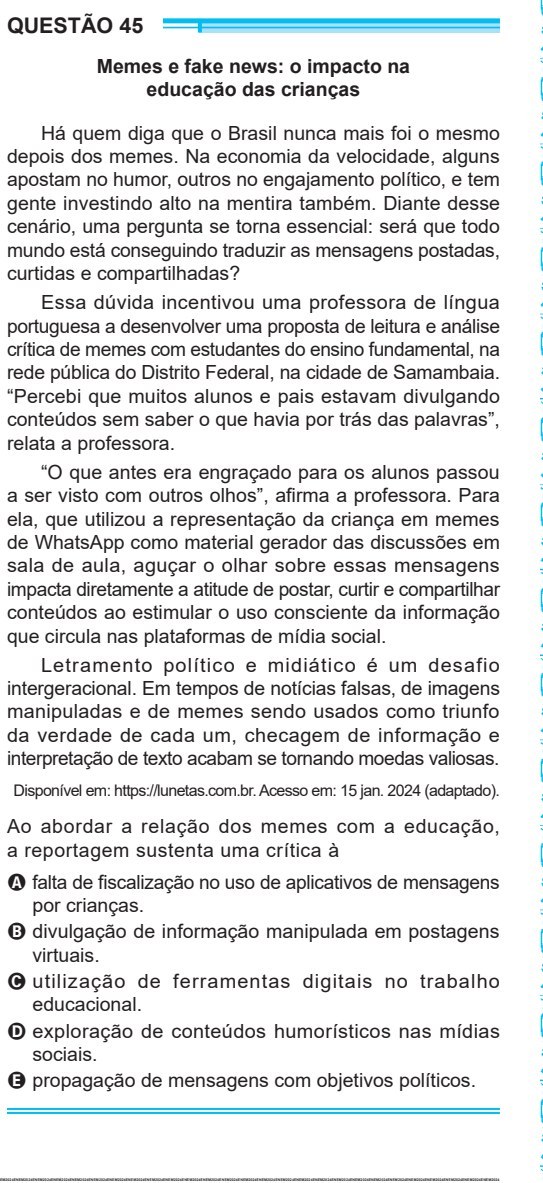 QUESTÃO 45
Memes e fake news: o impacto na
educação das crianças
Há quem diga que o Brasil nunca mais foi o mesmo
depois dos memes. Na economia da velocidade, alguns
apostam no humor, outros no engajamento político, e tem
gente investindo alto na mentira também. Diante desse
cenário, uma pergunta se torna essencial: será que todo
mundo está conseguindo traduzir as mensagens postadas,
curtidas e compartilhadas?
Essa dúvida incentivou uma professora de língua
portuguesa a desenvolver uma proposta de leitura e análise
crítica de memes com estudantes do ensino fundamental, na
rede pública do Distrito Federal, na cidade de Samambaia.
“Percebi que muitos alunos e pais estavam divulgando
conteúdos sem saber o que havia por trás das palavras”,
relata a professora.
“O que antes era engraçado para os alunos passou
a ser visto com outros olhos”, afirma a professora. Para
ela, que utilizou a representação da criança em memes
de WhatsApp como material gerador das discussões em
sala de aula, aguçar o olhar sobre essas mensagens
impacta diretamente a atitude de postar, curtir e compartilhar
conteúdos ao estimular o uso consciente da informação
que circula nas plataformas de mídia social.
Letramento político e midiático é um desafio
intergeracional. Em tempos de notícias falsas, de imagens
manipuladas e de memes sendo usados como triunfo
da verdade de cada um, checagem de informação e
interpretação de texto acabam se tornando moedas valiosas.
Disponível em: https://lunetas.com.br. Acesso em: 15 jan. 2024 (adaptado).
Ao abordar a relação dos memes com a educação,
a reportagem sustenta uma crítica à
A falta de fiscalização no uso de aplicativos de mensagens
por crianças.
B divulgação de informação manipulada em postagens
virtuais.
C utilização de ferramentas digitais no trabalho
educacional.
D exploração de conteúdos humorísticos nas mídias
sociais.
E propagação de mensagens com objetivos políticos.